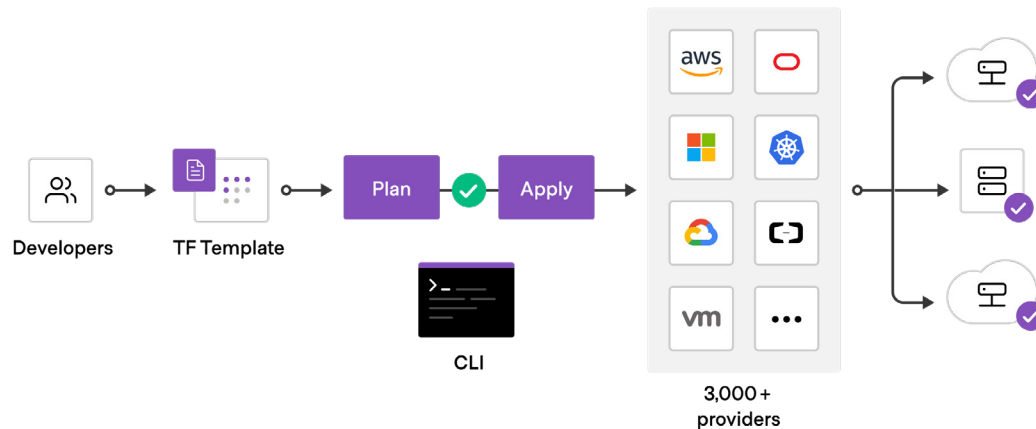 aws
Plan
Apply
Developers
TF Template
vm
CLI
3,000+
providers